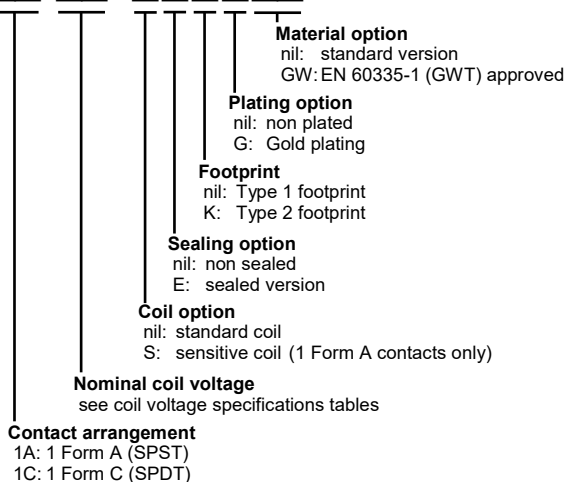 Material option
nil: standard version
GW: EN 60335-1 (GWT) approved
Plating option
nil: non plated
G: Gold plating
Footprint
nil: Type 1 footprint
K: Type 2 footprint
Sealing option
nil: non sealed
E: sealed version
Coil option
nil: standard coil
S: sensitive coil (1 Form A contacts only)
Nominal coil voltage
see coil voltage specifications tables
Contact arrangement
1A: 1 Form A (SPST)
1C: 1 Form C (SPDT)